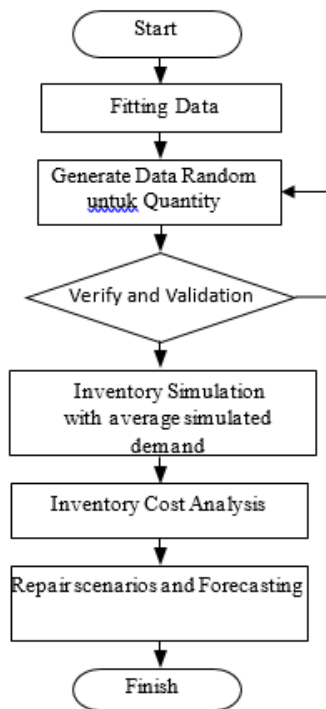 Start
Fitting Data
Generate Data Random
untuk Quantity
Verify and Validation
Inventory Simulation
with average simulated
demand
Inventory Cost Analysis
Repair scenarios and Forecasting
Finish